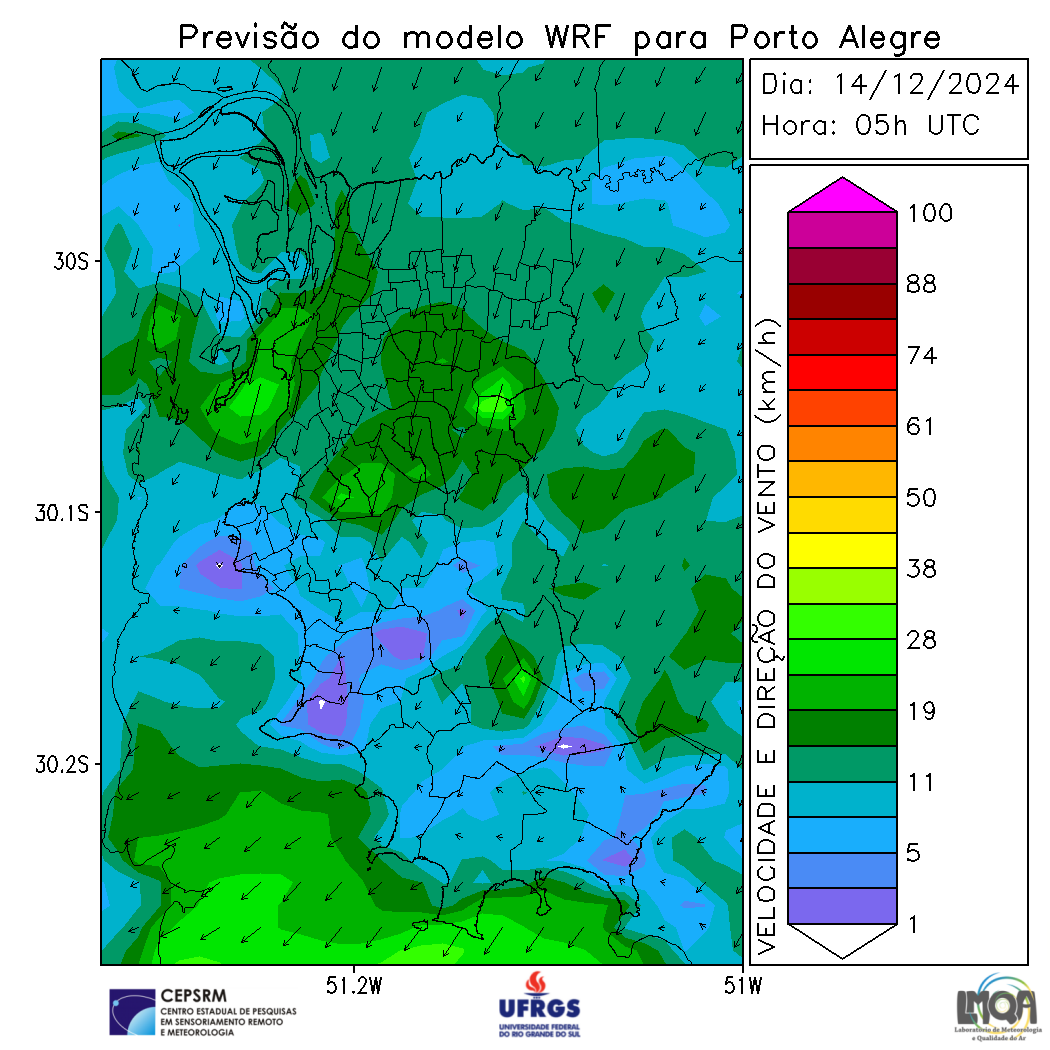 Previsão do modelo WRF para Porto Alegre
Dia: 14/12/2024
Hora: 05h UTC
30S
30.1S
30.2S
51.2W
51W
VELOCIDADE E DIREÇÃO DO VENTO (km/h)
100
88
74
61
50
38
28
19
11
5
1
CEPSRM
CENTRO ESTADUAL DE PESQUISAS
EM SENSORIAMENTO REMOTO
E METEOROLOGIA
UFRGS
UNIVERSIDADE FEDERAL
DO RIO GRANDE DO SUL
LMQA
Laboratório de Meteorologia
e Qualidade do Ar